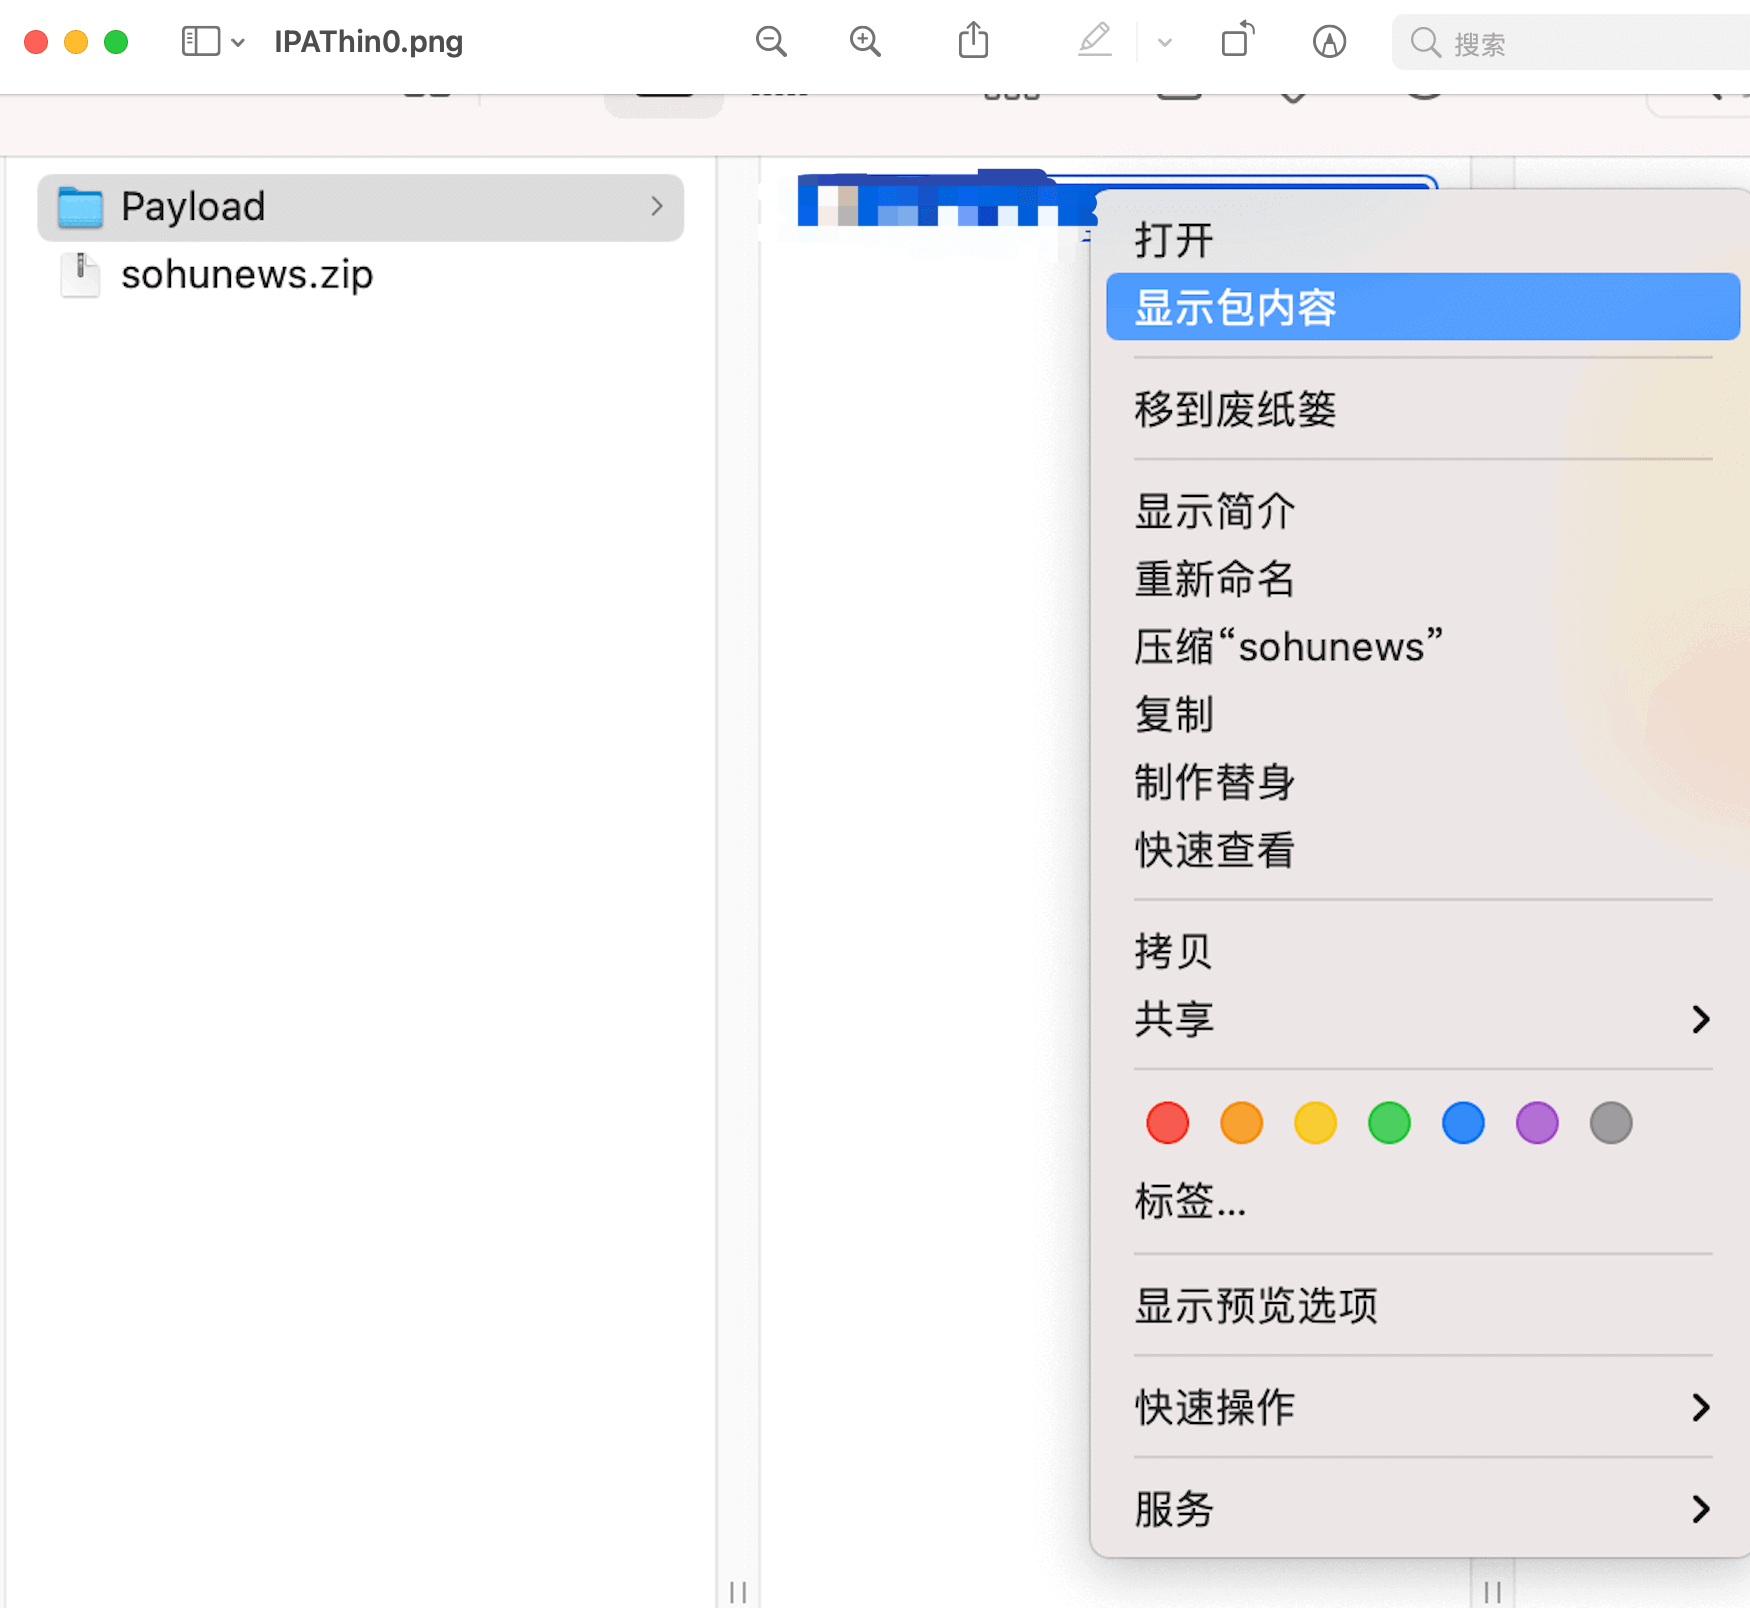 IPAThin0.png
搜索
Payload
sohunews.zip
打开
显示包内容
移到废纸篓
显示简介
重新命名
压缩“sohunews”
复制
制作替身
快速查看
拷贝
共享
标签...
显示预览选项
快速操作
服务